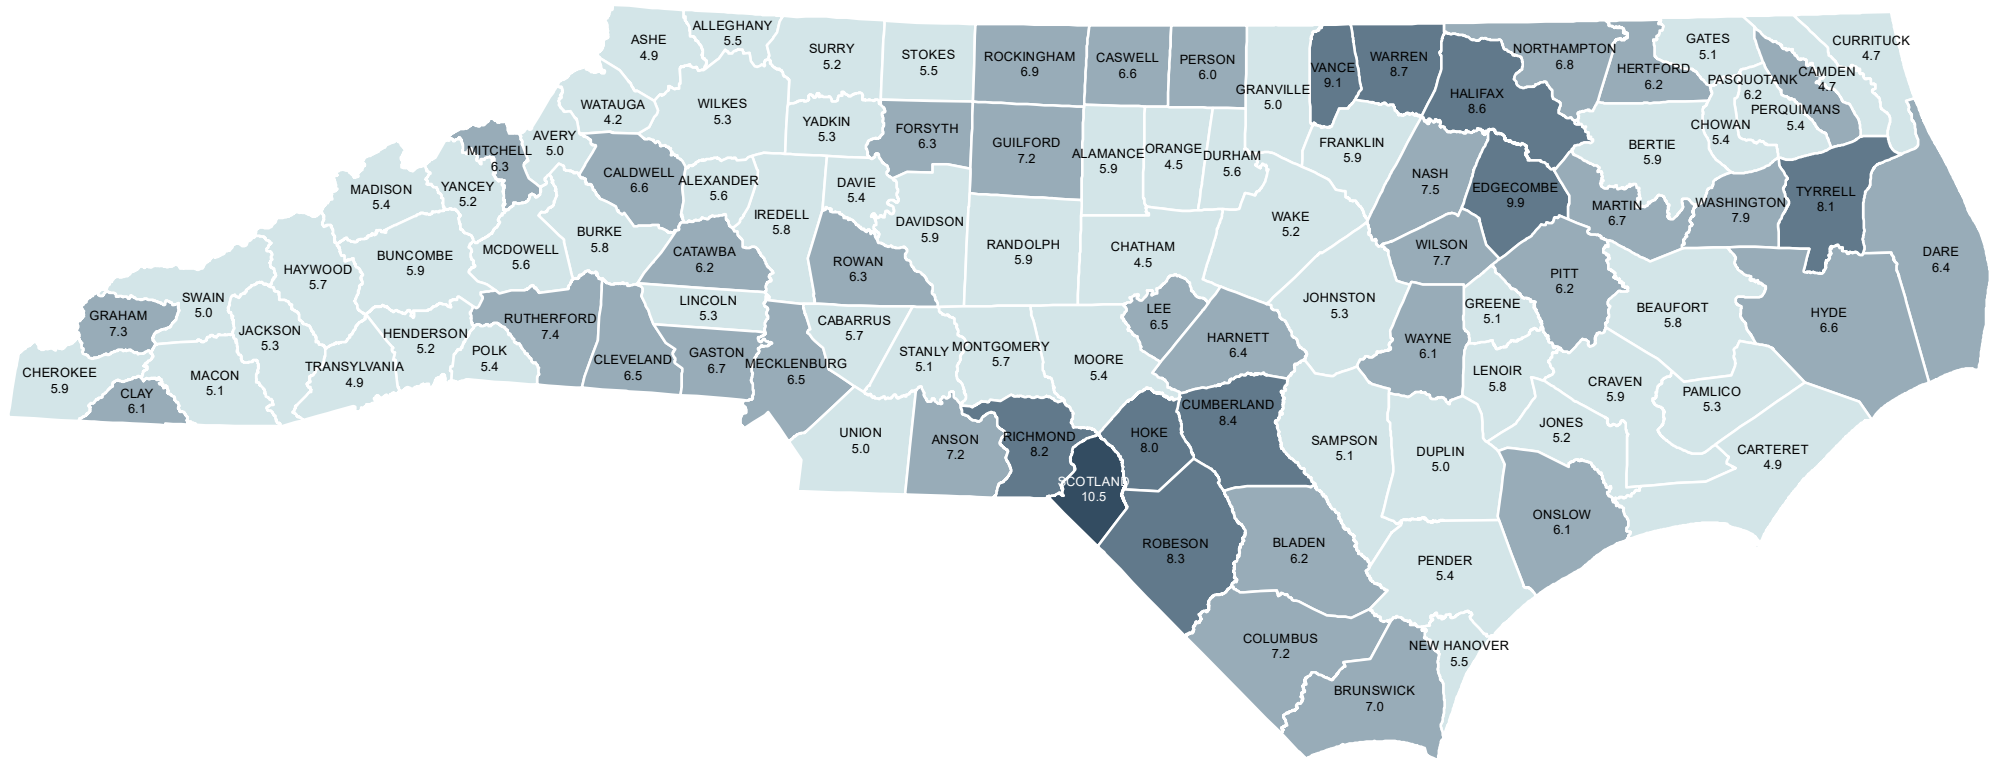 ALLEGHANY
5.5
ASHE
4.9
SURRY
5.2
STOKES
5.5
ROCKINGHAM
6.9
CASWELL
6.6
PERSON
6.0
GRANVILLE
5.0
VANCE
9.1
WARREN
8.7
HALIFAX
8.6
NORTHAMPTON
6.8
HERTFORD
6.2
GATES
5.1
PASQUOTANK
6.2
CAMDEN
4.7
CURRITUCK
4.7
PERQUIMANS
5.4
CHOWAN
5.4
BERTIE
5.9
WATAUGA
4.2
WILKES
5.3
YADKIN
5.3
FORSYTH
6.3
GUILFORD
7.2
ALAMANCE
5.9
ORANGE
4.5
DURHAM
5.6
FRANKLIN
5.9
NASH
7.5
EDGECOMBE
9.9
MARTIN
6.7
WASHINGTON
7.9
TYRRELL
8.1
DARE
6.4
AVERY
5.0
MITCHELL
6.3
YANCEY
5.2
MADISON
5.4
CALDWELL
6.6
ALEXANDER
5.6
IREDELL
5.8
DAVIE
5.4
DAVIDSON
5.9
RANDOLPH
5.9
CHATHAM
4.5
WAKE
5.2
WILSON
7.7
PITT
6.2
BEAUFORT
5.8
HYDE
6.6
BURKE
5.8
MCDOWELL
5.6
BUNCOMBE
5.9
HAYWOOD
5.7
CATAWBA
6.2
ROWAN
6.3
LINCOLN
5.3
SWAIN
5.0
GRAHAM
7.3
JACKSON
5.3
HENDERSON
5.2
POLK
5.4
RUTHERFORD
7.4
CLEVELAND
6.5
GASTON
6.7
MECKLENBURG
6.5
CABARRUS
5.7
STANLY
5.1
MONTGOMERY
5.7
MOORE
5.4
LEE
6.5
HARNETT
6.4
JOHNSTON
5.3
WAYNE
6.1
GREENE
5.1
LENOIR
5.8
CRAVEN
5.9
PAMLICO
5.3
CHEROKEE
5.9
CLAY
6.1
MACON
5.1
TRANSYLVANIA
4.9
UNION
5.0
ANSON
7.2
RICHMOND
8.2
SCOTLAND
10.5
HOKE
8.0
CUMBERLAND
8.4
SAMPSON
5.1
DUPLIN
5.0
JONES
5.2
CARTERET
4.9
ONSLOW
6.1
ROBESON
8.3
BLADEN
6.2
PENDER
5.4
COLUMBUS
7.2
NEW HANOVER
5.5
BRUNSWICK
7.0